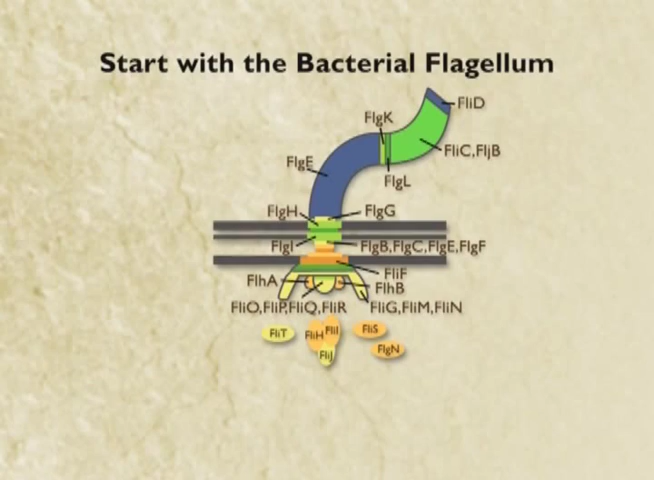 Start with the Bacterial Flagellum
FliD
FlgK
FliC,FljB
FlgE
FlgL
FlgH
FlgG
FlgI
FlgB,FlgC,FlgE,FlgF
FliF
FlhA
FlhB
FliO,FliP,FliQ,FliR
FliG,FliM,FliN
FliT
FliH
FliI
FliS
FliJ
FlgN